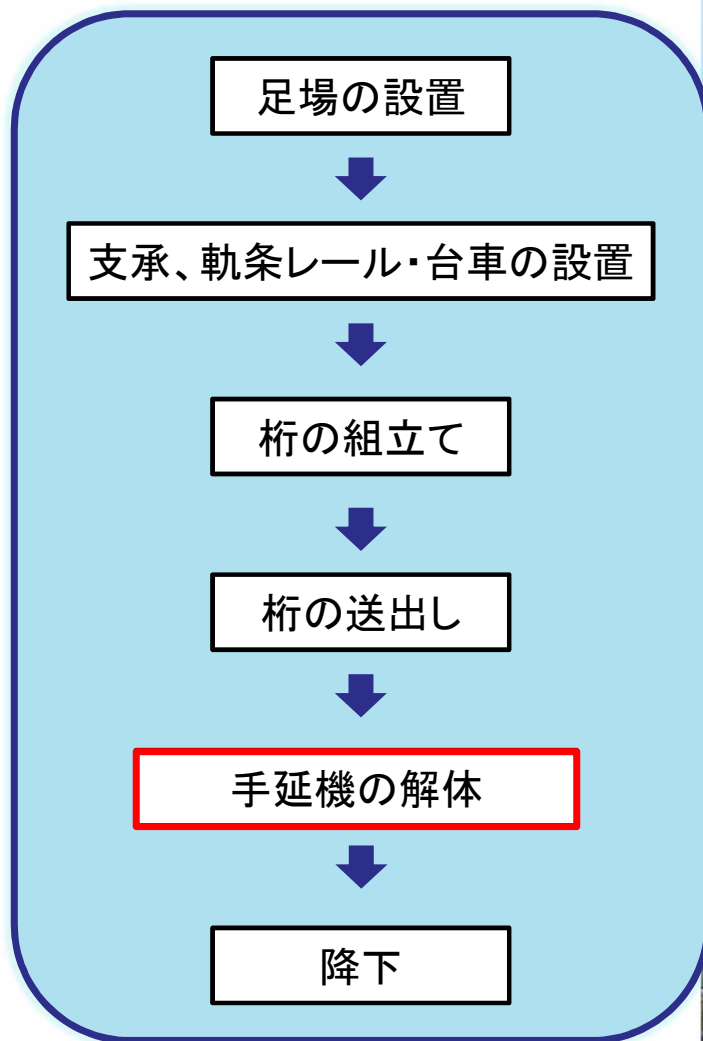 足場の設置
支承、軌条レール・台車の設置
桁の組立て
桁の送出し
手延機の解体
降下